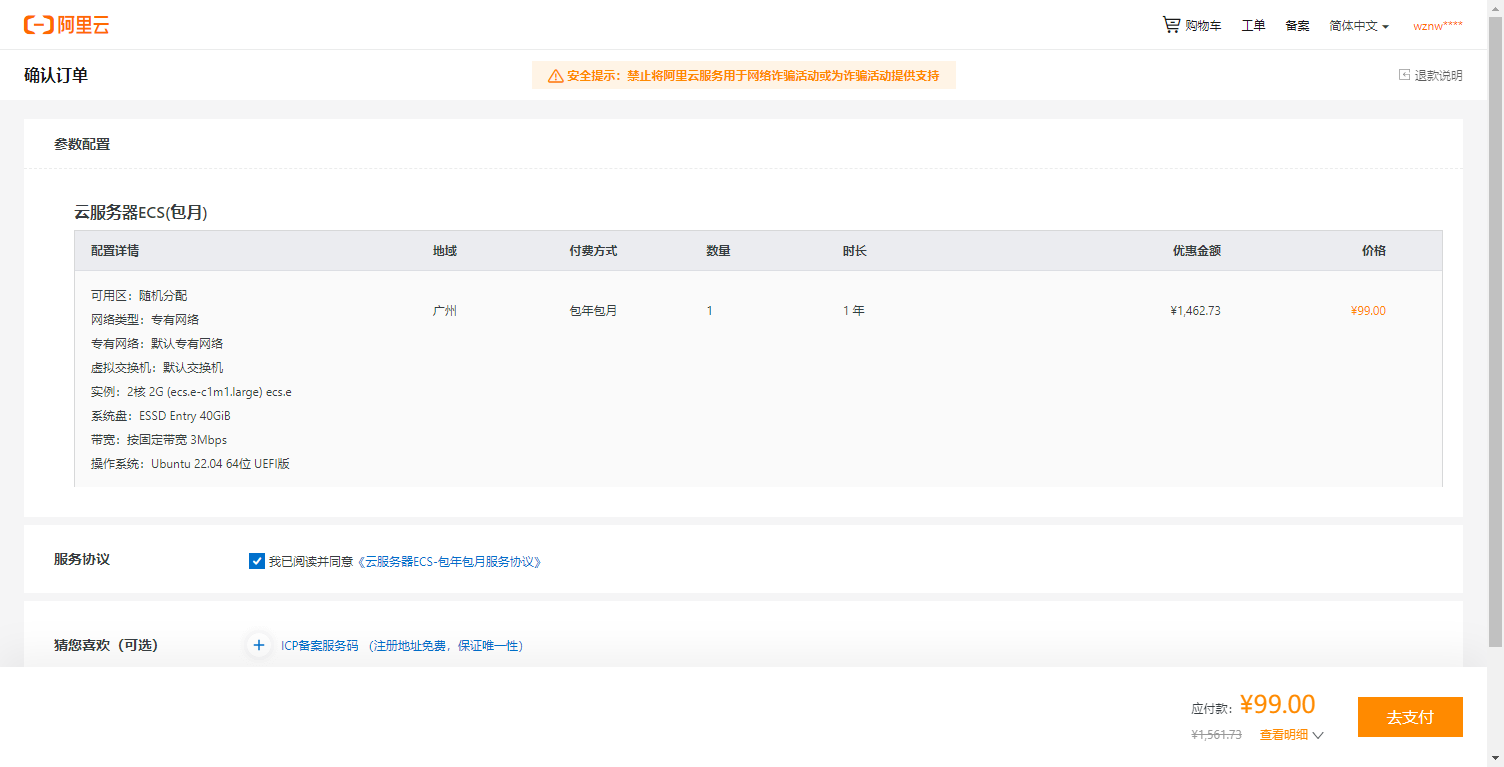 阿里云
购物车 工单 备案 简体中文 wznw****
确认订单
安全提示：禁止将阿里云服务用于网络诈骗活动或为诈骗活动提供支持
退款说明
参数配置
云服务器ECS(包月)
配置详情 地域 付费方式 数量 时长 优惠金额 价格
可用区：随机分配
广州 包年包月 1 1 年 ¥1,462.73 ¥99.00
网络类型：专有网络
专有网络：默认专有网络
虚拟交换机：默认交换机
实例：2核 2G (ecs.e-c1m1.large) ecs.e
系统盘：ESSD Entry 40GiB
带宽：按固定带宽 3Mbps
操作系统：Ubuntu 22.04 64位 UEFI版
服务协议
我已阅读并同意《云服务器ECS-包年包月服务协议》
猜您喜欢（可选）
ICP备案服务码 （注册地址免费，保证唯一性）
应付款：¥99.00
¥1,561.73 查看明细
去支付